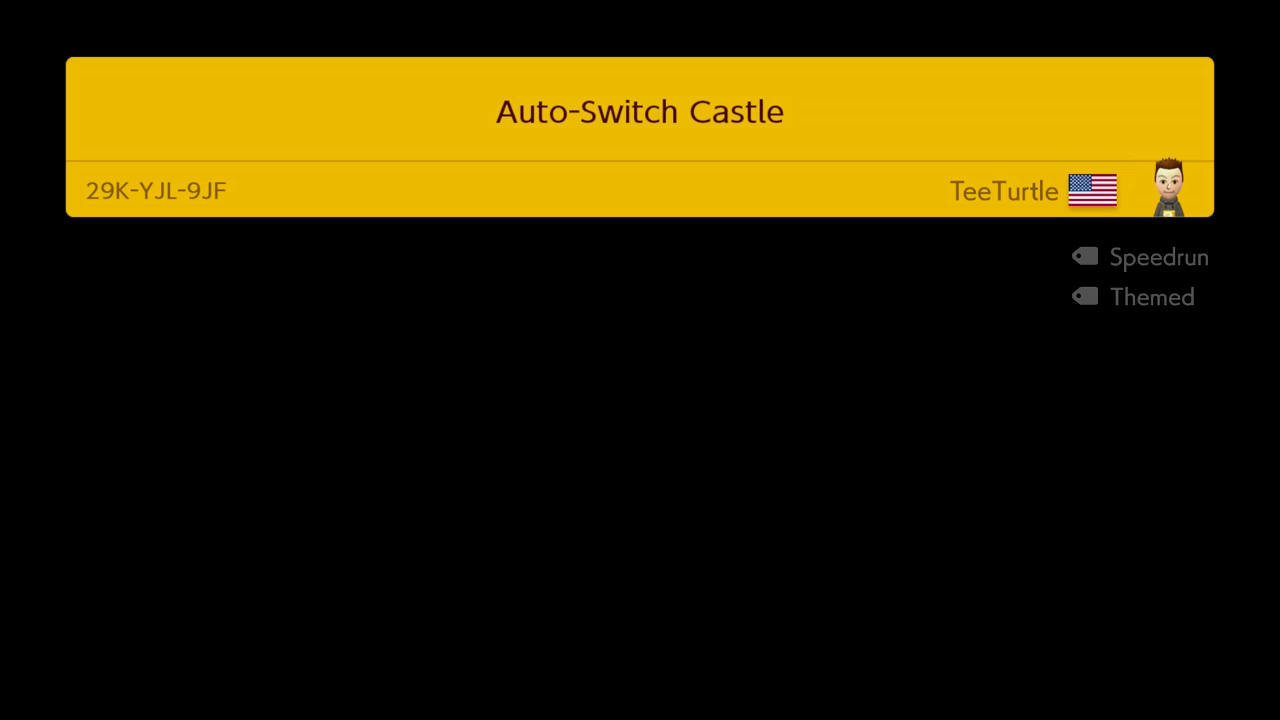 Auto-Switch Castle
29K-YJL-9JF
TeeTurtle
Speedrun
Themed